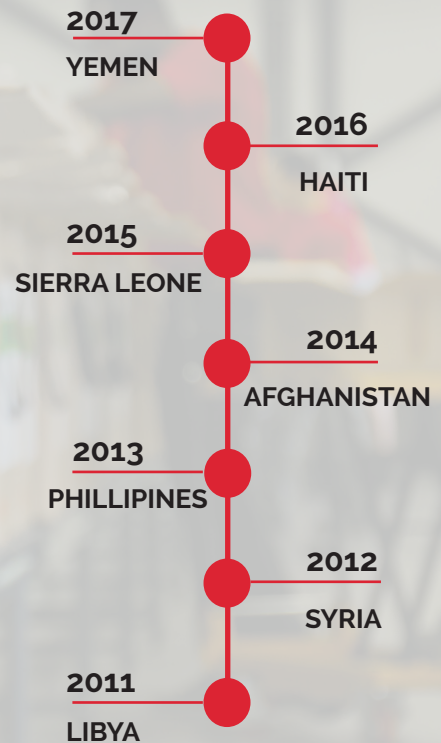 2017
YEMEN
2016
HAITI
2015
SIERRA LEONE
2014
AFGHANISTAN
2013
PHILLIPINES
2012
SYRIA
2011
LIBYA